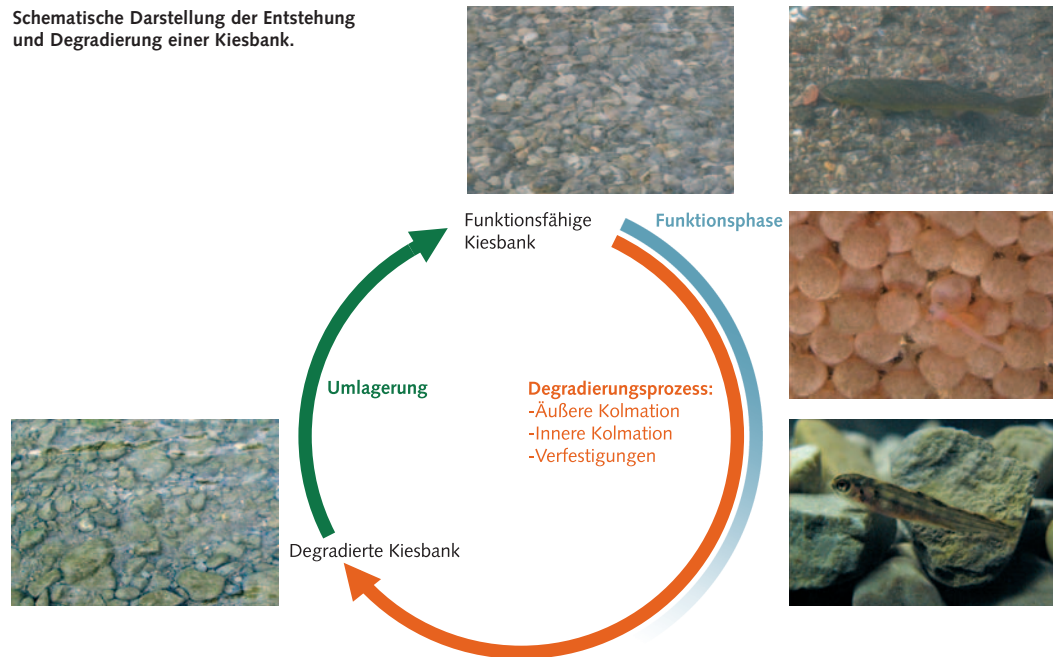 Schematische Darstellung der Entstehung
und Degradierung einer Kiesbank.
Funktionsfähige
Kiesbank
Funktionsphase
Umlagerung
Degradierungsprozess:
-Äußere Kolmation
-Innere Kolmation
-Verfestigungen
Degradierte Kiesbank